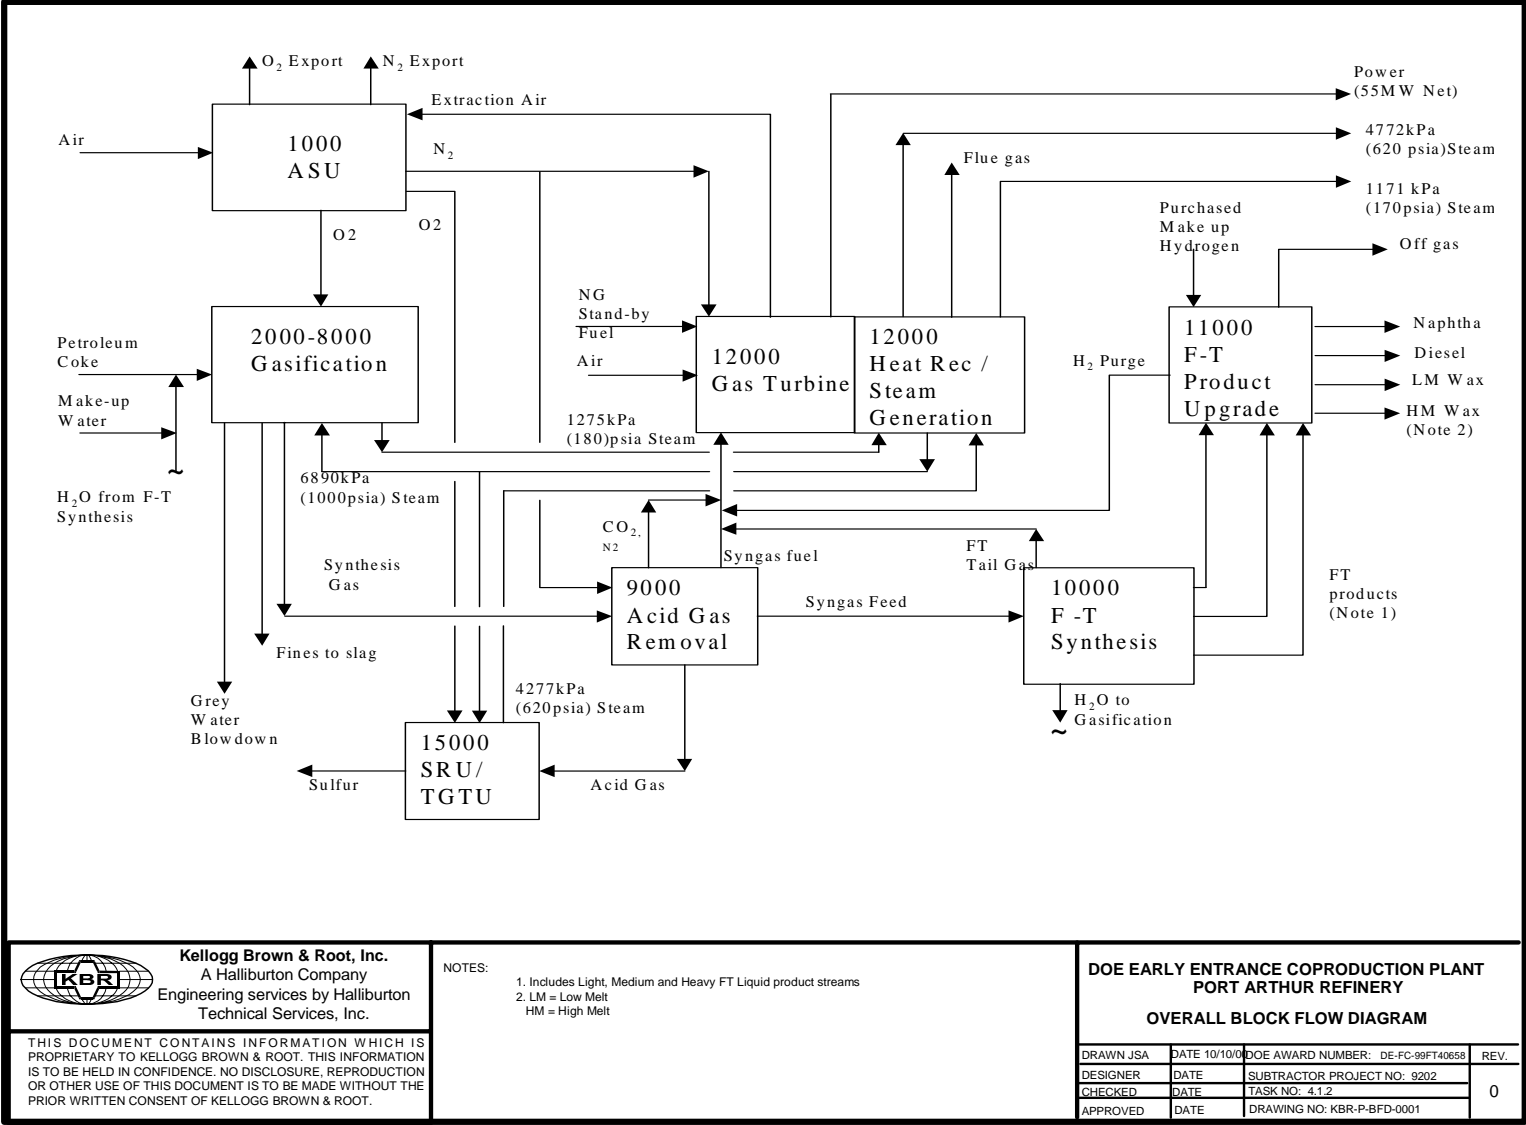 O2 Export
N2 Export
Extraction Air
Air
1000
ASU
N2
O2
O2
Power
(55MW Net)
4772kPa
(620 psia)Steam
Flue gas
1171 kPa
(170psia) Steam
Purchased
Make up
Hydrogen
Off gas
NG
Stand-by
Fuel
Air
2000-8000
Gasification
Petroleum
Coke
Make-up
Water
H2O from F-T
Synthesis
12000
Gas Turbine
12000
Heat Rec /
Steam
Generation
H2 Purge
11000
F-T
Product
Upgrade
Naphtha
Diesel
LM Wax
HM Wax
(Note 2)
1275kPa
(180)psia Steam
6890kPa
(1000psia) Steam
CO2,
N2
Syngas fuel
FT
Tail Gas
Synthesis
Gas
9000
Acid Gas
Removal
Syngas Feed
10000
F -T
Synthesis
FT
products
(Note 1)
Fines to slag
Grey
Water
Blowdown
4277kPa
(620psia) Steam
H2O to
Gasification
~
~
15000
SRU/
TGTU
Sulfur
Acid Gas
KBR
Kellogg Brown & Root, Inc.
A Halliburton Company
Engineering services by Halliburton
Technical Services, Inc.
THIS DOCUMENT CONTAINS INFORMATION WHICH IS
PROPRIETARY TO KELLOGG BROWN & ROOT. THIS INFORMATION
IS TO BE HELD IN CONFIDENCE. NO DISCLOSURE, REPRODUCTION
OR OTHER USE OF THIS DOCUMENT IS TO BE MADE WITHOUT THE
PRIOR WRITTEN CONSENT OF KELLOGG BROWN & ROOT.
NOTES:
1. Includes Light, Medium and Heavy FT Liquid product streams
2. LM = Low Melt
HM = High Melt
DOE EARLY ENTRANCE COPRODUCTION PLANT
PORT ARTHUR REFINERY
OVERALL BLOCK FLOW DIAGRAM
DRAWN JSA DATE 10/10/00 DOE AWARD NUMBER: DE-FC-99FT40658 REV.
DESIGNER DATE SUBTRACTOR PROJECT NO: 9202
CHECKED DATE TASK NO: 4.1.2 0
APPROVED DATE DRAWING NO: KBR-P-BFD-0001